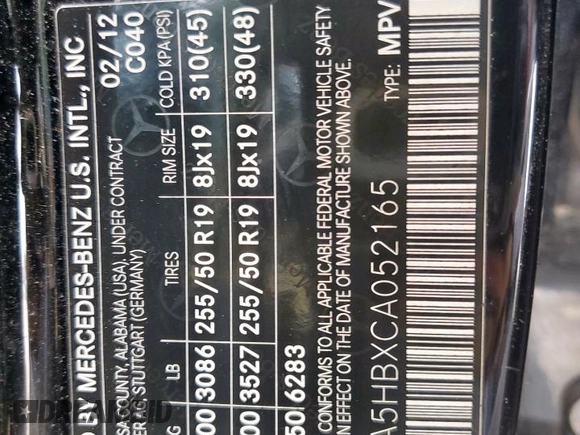 Y MERCEDES-BENZ U.S. INTL., INC
02/12
SA COUNTY, ALABAMA (USA), UNDER CONTRACT
C040
STUTTGART (GERMANY)
G LB TIRES RIM SIZE COLD KPA(PSI)
00 3086 255/50 R19 8Jx19 310(45)
00 3527 255/50 R19 8Jx19 330(48)
50 6283
CONFORMS TO ALL APPLICABLE FEDERAL MOTOR VEHICLE SAFETY
IN EFFECT ON THE DATE OF MANUFACTURE SHOWN ABOVE.
A5HBXCA052165 TYPE: MPV